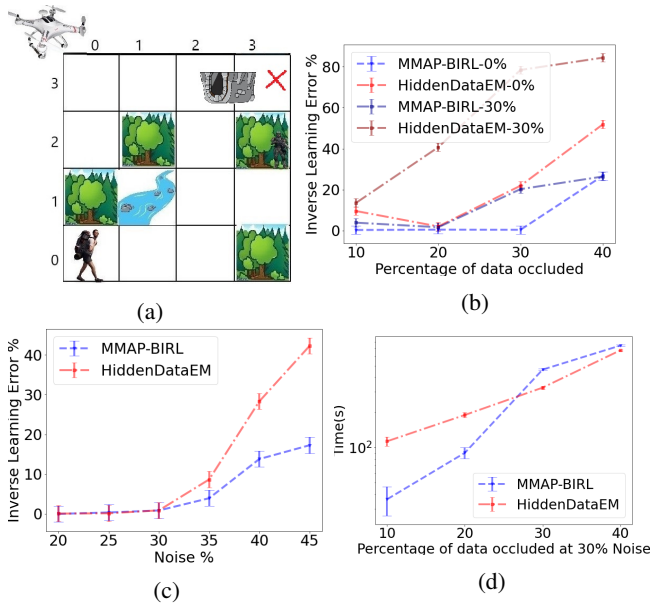 0 1 2 3
3
2
1
0
(a)
Inverse Learning Error %
80
60
40
20
0
MMAP-BIRL-0%
HiddenDataEM-0%
MMAP-BIRL-30%
HiddenDataEM-30%
10 20 30 40
Percentage of data occluded
(b)
Inverse Learning Error %
40
30
20
10
0
MMAP-BIRL
HiddenDataEM
20 25 30 35 40 45
Noise %
(c)
Time(s)
10²
MMAP-BIRL
HiddenDataEM
10 20 30 40
Percentage of data occluded at 30% Noise
(d)